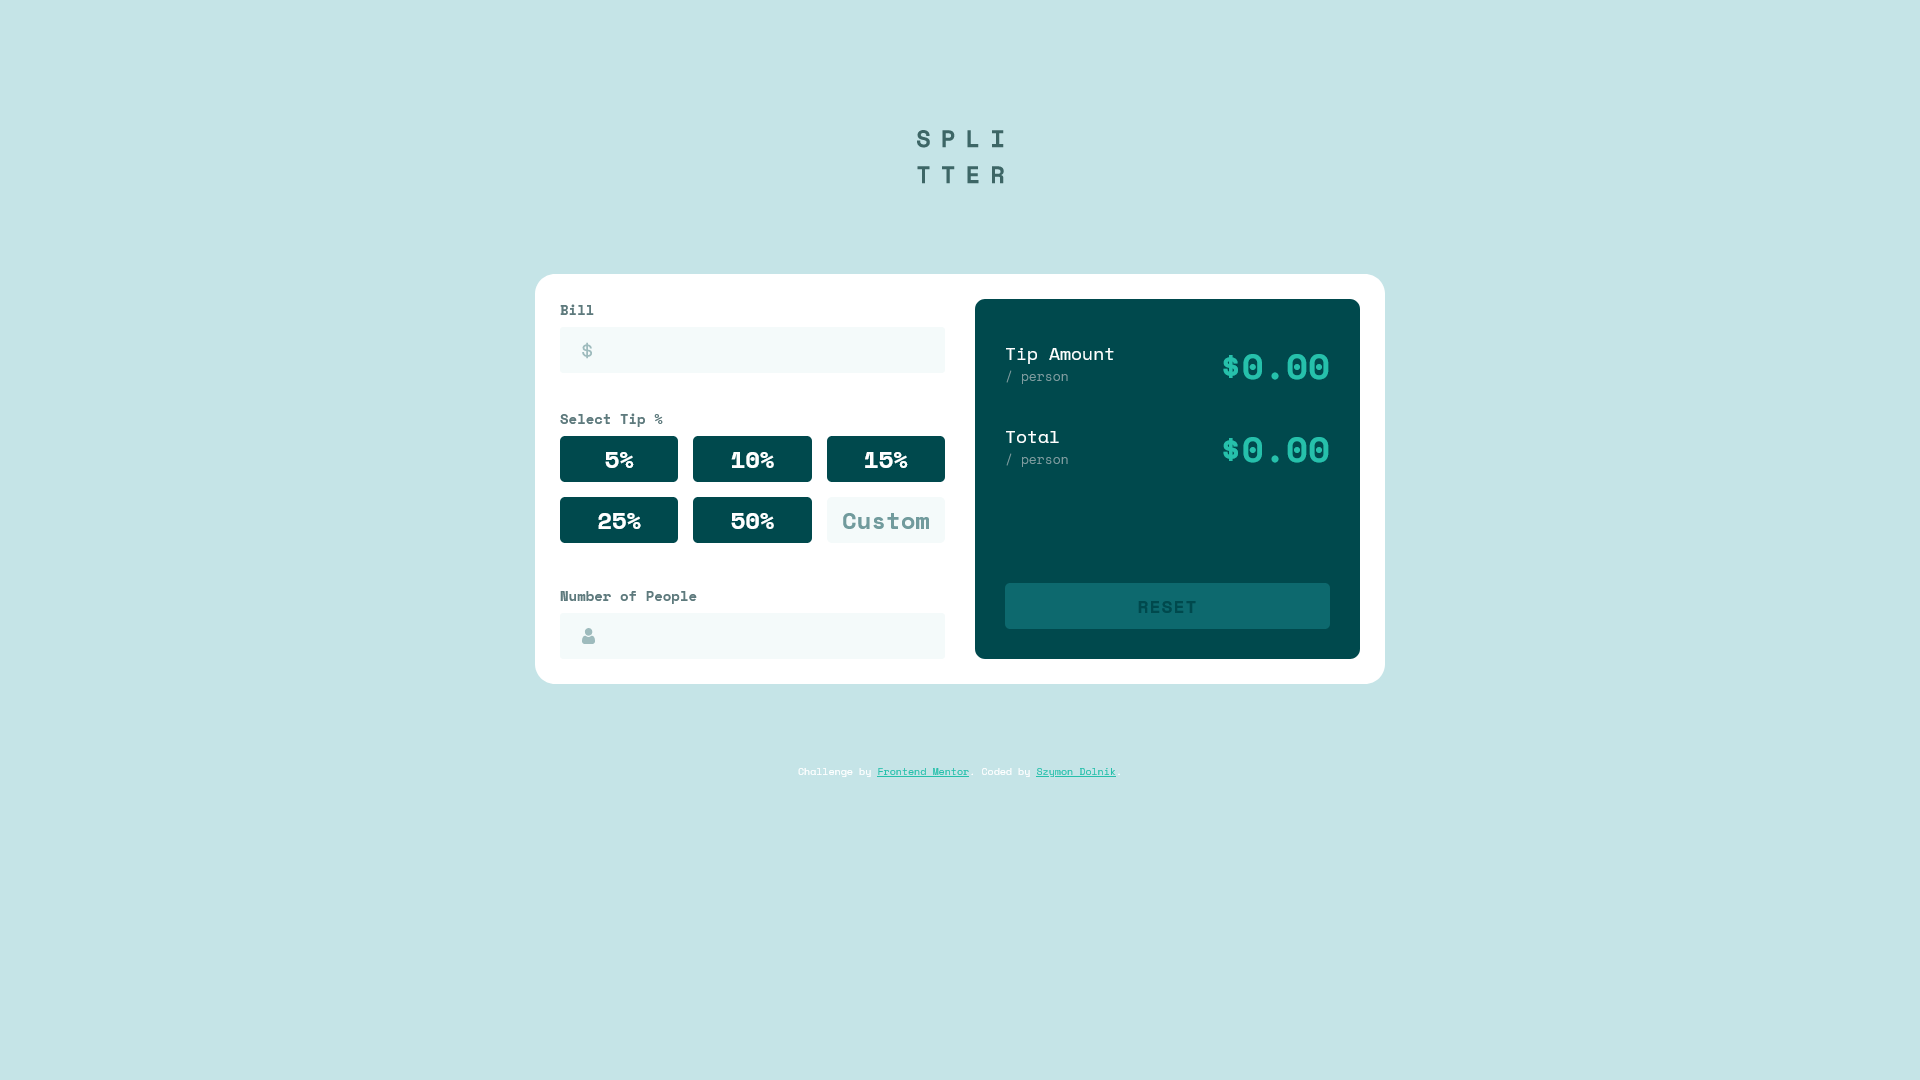 SPLI
TTER
Bill
$
Select Tip %
5%
10%
15%
25%
50%
Custom
Number of People
Tip Amount
/ person
$0.00
Total
/ person
$0.00
RESET
Challenge by Frontend Mentor. Coded by Szymon Dolnik.